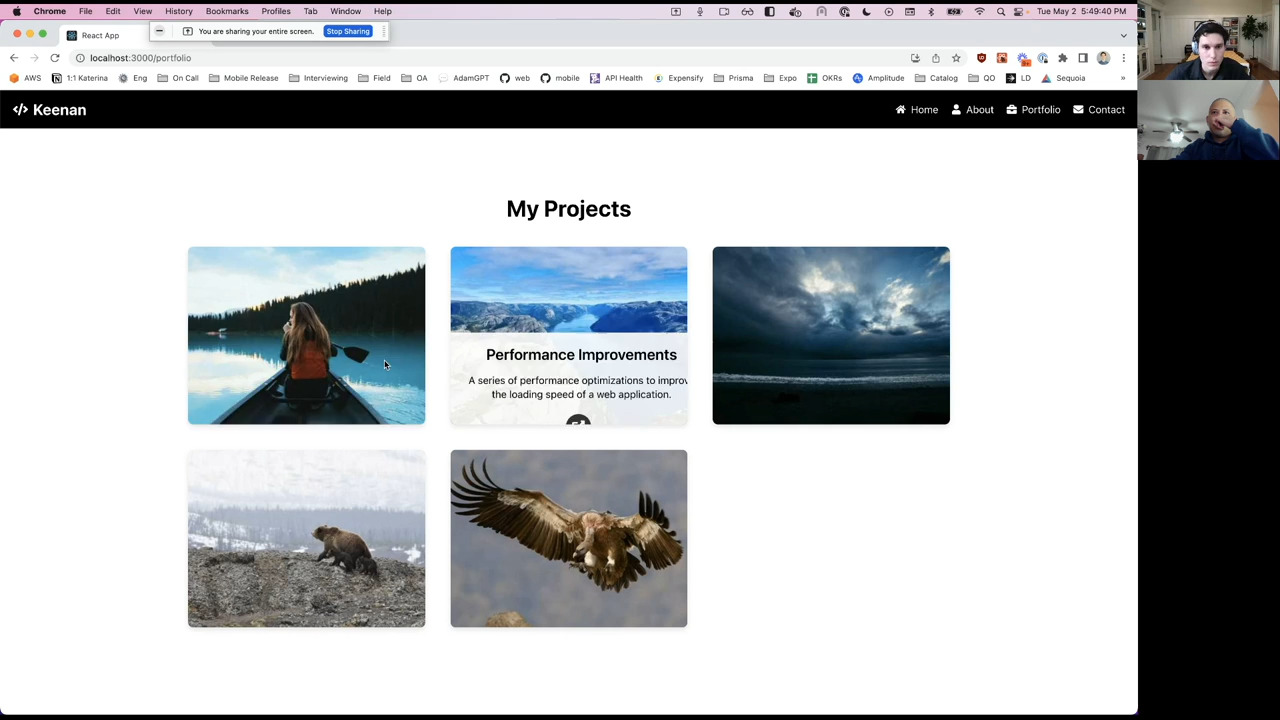 Chrome File Edit View History Bookmarks Profiles Tab Window Help Tue May 2 5:49:40 PM
React App
You are sharing your entire screen. Stop Sharing
localhost:3000/portfolio
AWS 1:1 Katerina Eng On Call Mobile Release Interviewing Field OA AdamGPT web mobile API Health Expensify Prisma Expo OKRs Amplitude Catalog QO LD Sequoia »
Keenan Home About Portfolio Contact
My Projects
Performance Improvements
A series of performance optimizations to improv
the loading speed of a web application.